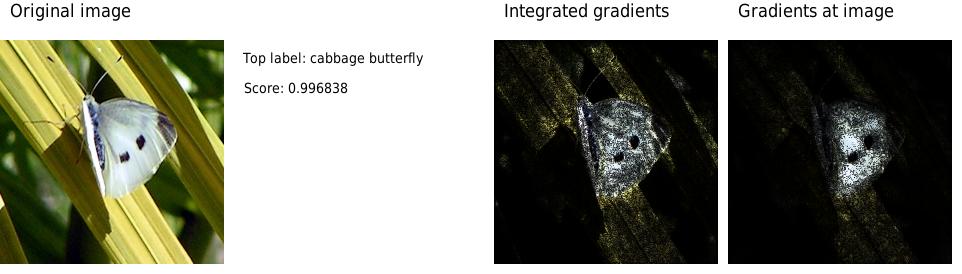 Original image
Integrated gradients
Gradients at image
Top label: cabbage butterfly
Score: 0.996838